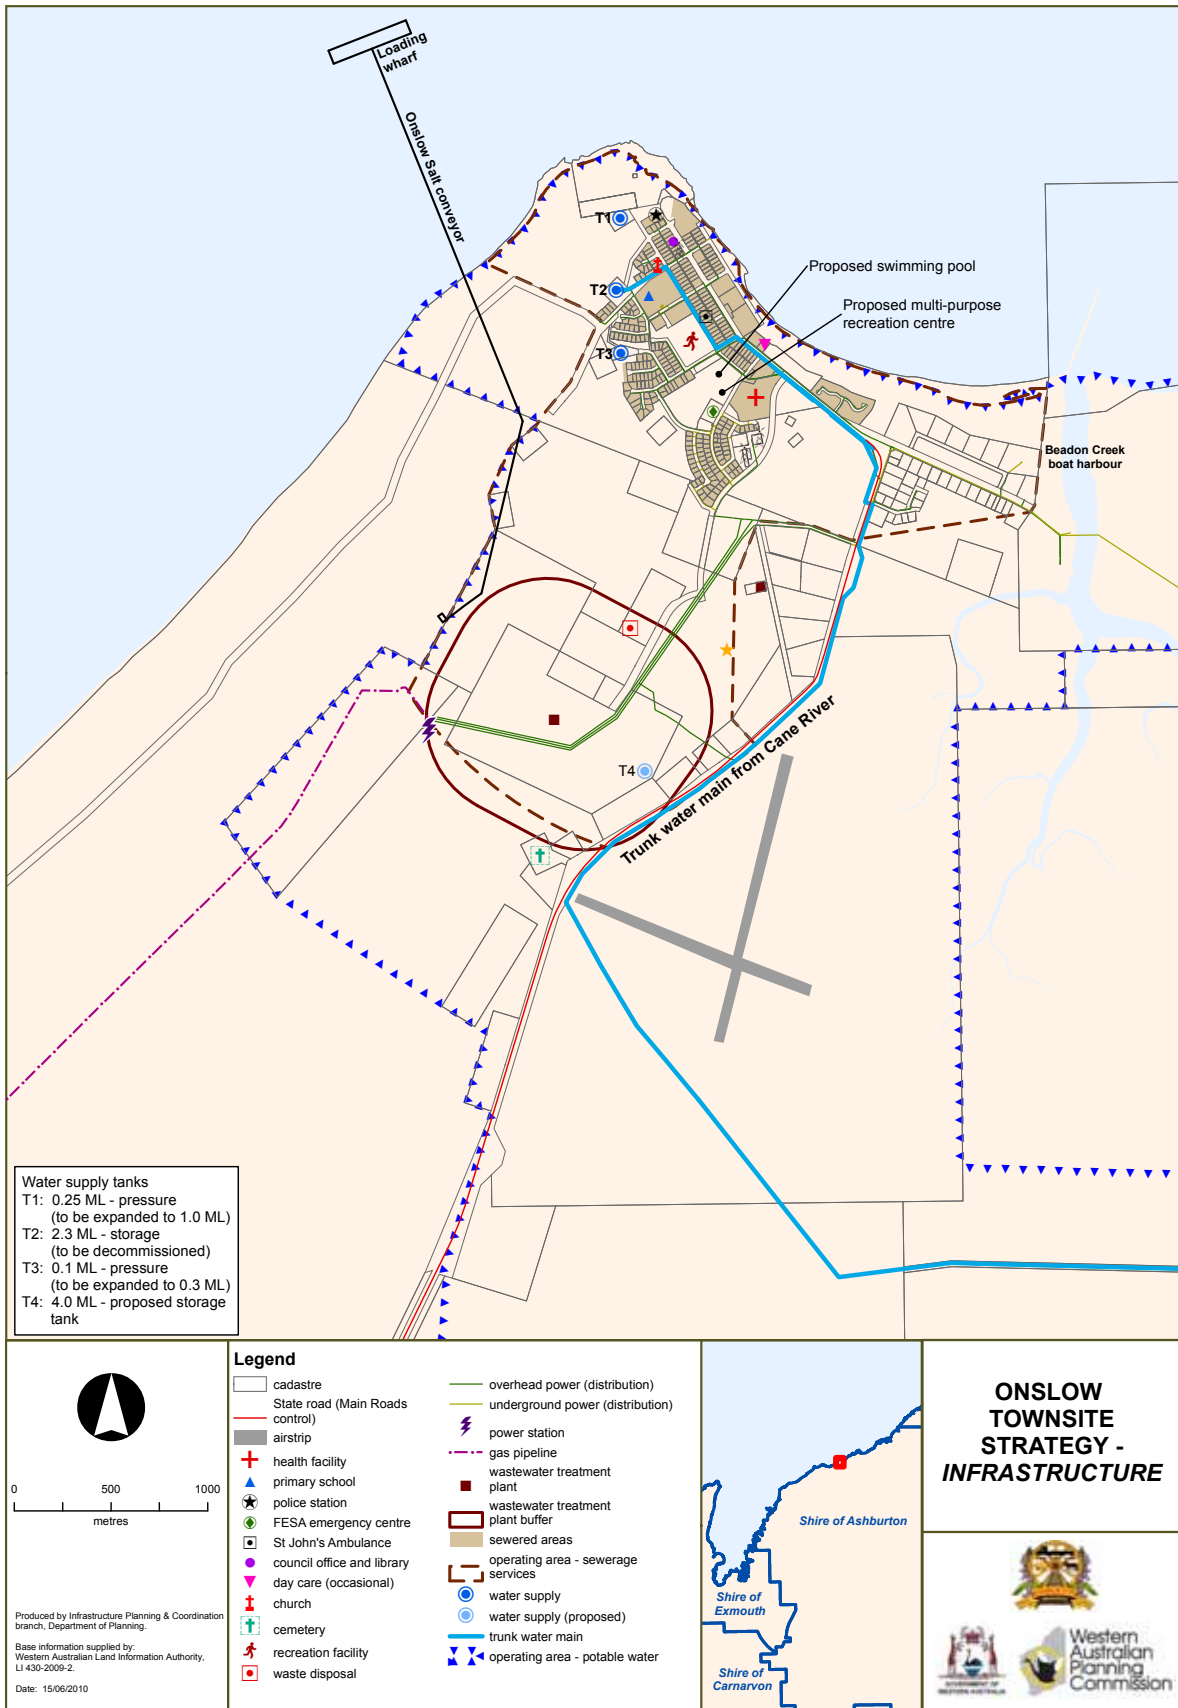 Loading
wharf
Onslow Salt conveyor
T1
T2
T3
Proposed swimming pool
Proposed multi-purpose
recreation centre
Beadon Creek
boat harbour
T4
Trunk water main from Cane River
Water supply tanks
T1: 0.25 ML - pressure
(to be expanded to 1.0 ML)
T2: 2.3 ML - storage
(to be decommissioned)
T3: 0.1 ML - pressure
(to be expanded to 0.3 ML)
T4: 4.0 ML - proposed storage
tank
0 500 1000
metres
Produced by Infrastructure Planning & Coordination
branch, Department of Planning.
Base information supplied by:
Western Australian Land Information Authority,
LI 430-2009-2.
Date: 15/06/2010
Legend
cadastre
State road (Main Roads
control)
airstrip
health facility
primary school
police station
FESA emergency centre
St John's Ambulance
council office and library
day care (occasional)
church
cemetery
recreation facility
waste disposal
overhead power (distribution)
underground power (distribution)
power station
gas pipeline
wastewater treatment
plant
wastewater treatment
plant buffer
sewered areas
operating area - sewerage
services
water supply
water supply (proposed)
trunk water main
operating area - potable water
Shire of Ashburton
Shire of
Exmouth
Shire of
Carnarvon
ONSLOW
TOWNSITE
STRATEGY -
INFRASTRUCTURE
GOVERNMENT OF
WESTERN AUSTRALIA
Western
Australian
Planning
Commission